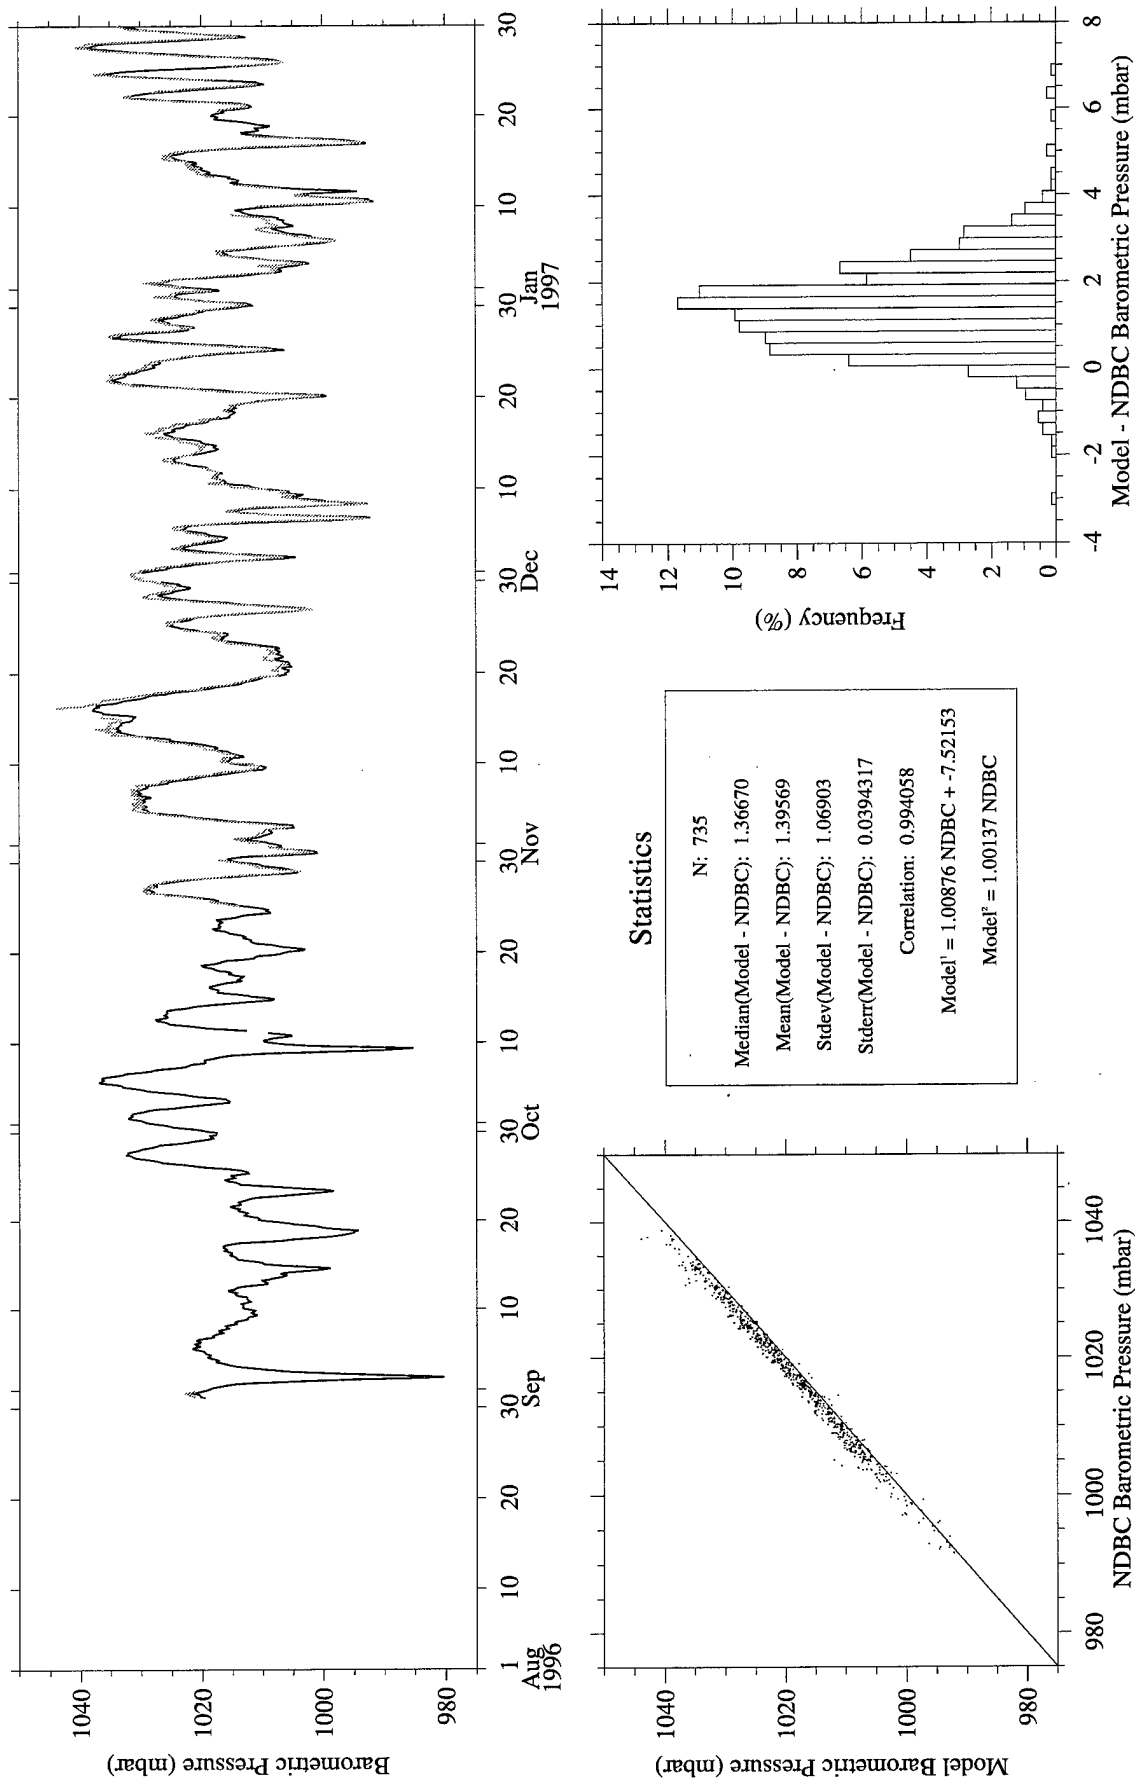 Barometric Pressure (mbar)
1040
1020
1000
980
1 10 20 30 10 20 30 10 20 30 10 20 30 10 20 30 10 20 30
Aug Sep Oct Nov Dec Jan
1996 1997
Model Barometric Pressure (mbar)
1040
1020
1000
980
980 1000 1020 1040
NDBC Barometric Pressure (mbar)
Statistics
N: 735
Median(Model - NDBC): 1.36670
Mean(Model - NDBC): 1.39569
Stdev(Model - NDBC): 1.06903
Stderr(Model - NDBC): 0.0394317
Correlation: 0.994058
Model¹ = 1.00876 NDBC + -7.52153
Model² = 1.00137 NDBC
Frequency (%)
14
12
10
8
6
4
2
0
-4 -2 0 2 4 6 8
Model - NDBC Barometric Pressure (mbar)